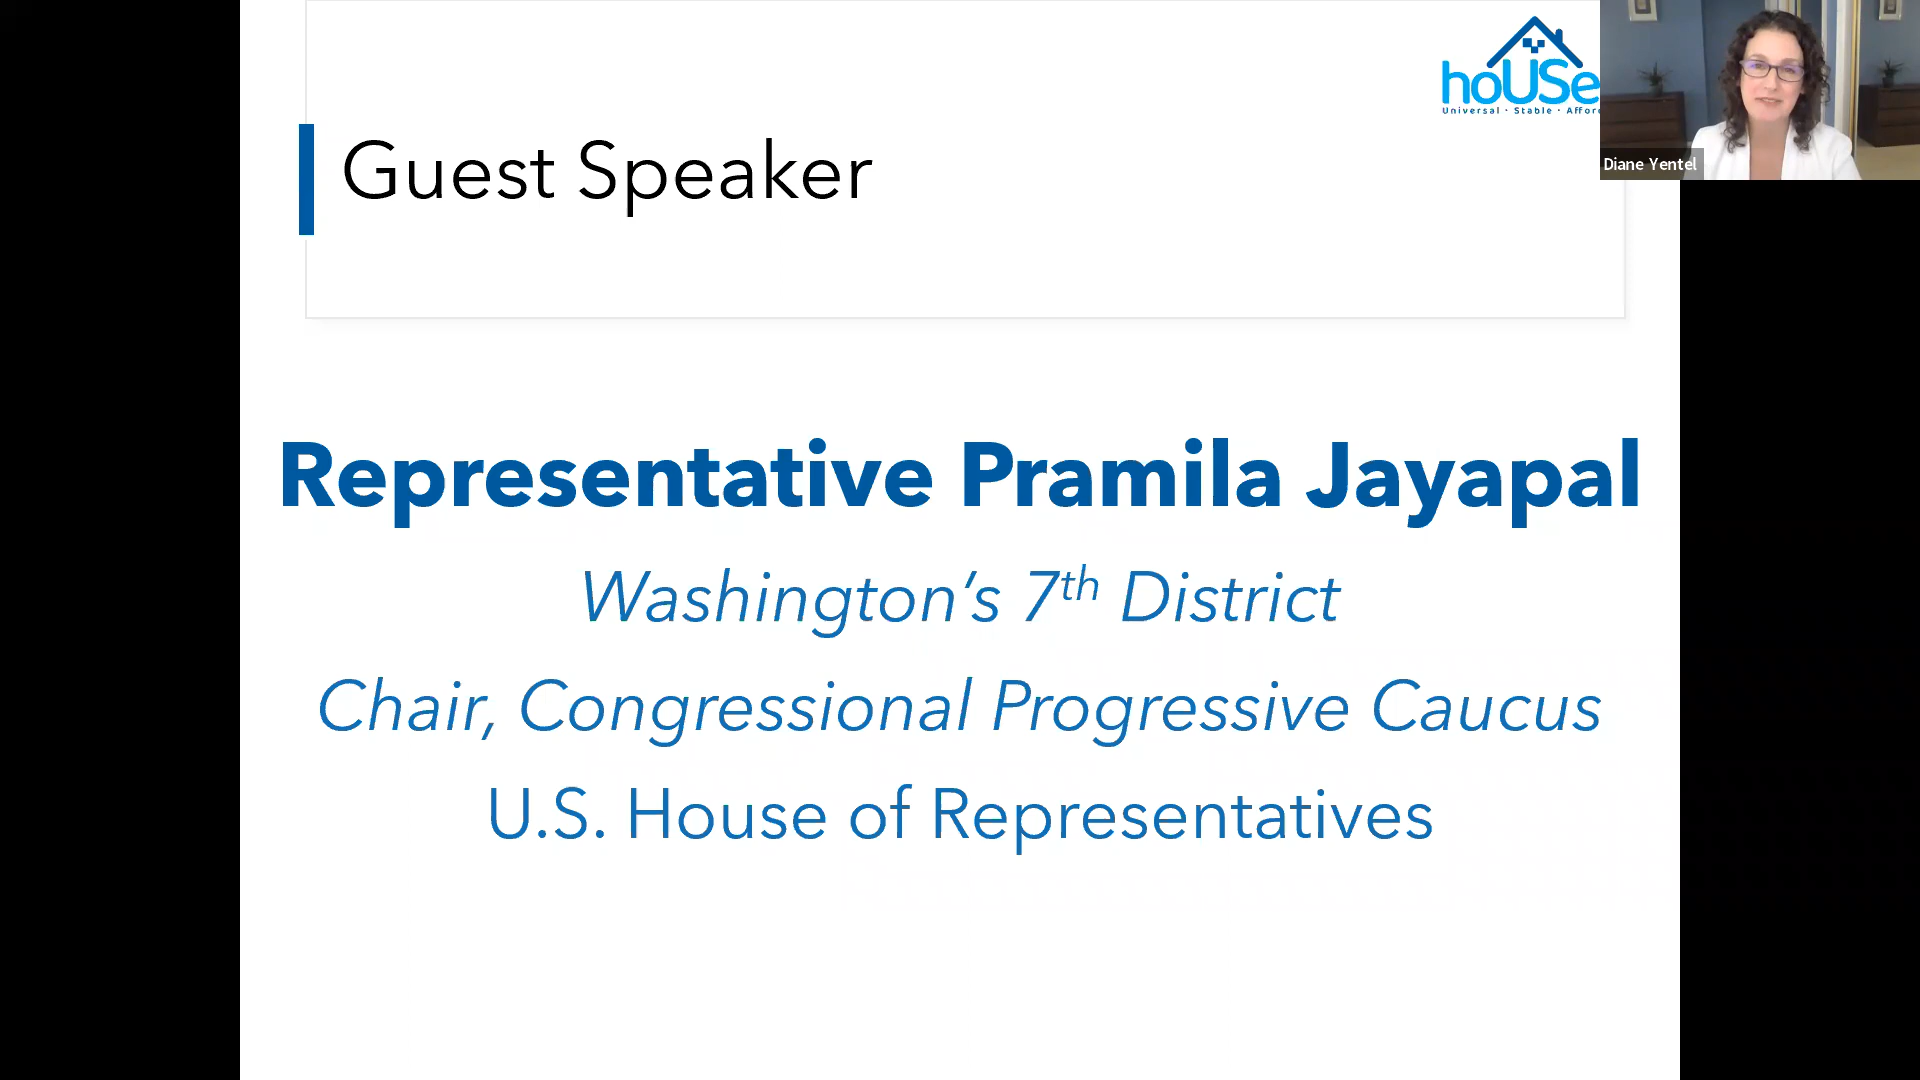 hoUSe
Universal · Stable · Affor
Diane Yentel
Guest Speaker
Representative Pramila Jayapal
Washington’s 7th District
Chair, Congressional Progressive Caucus
U.S. House of Representatives